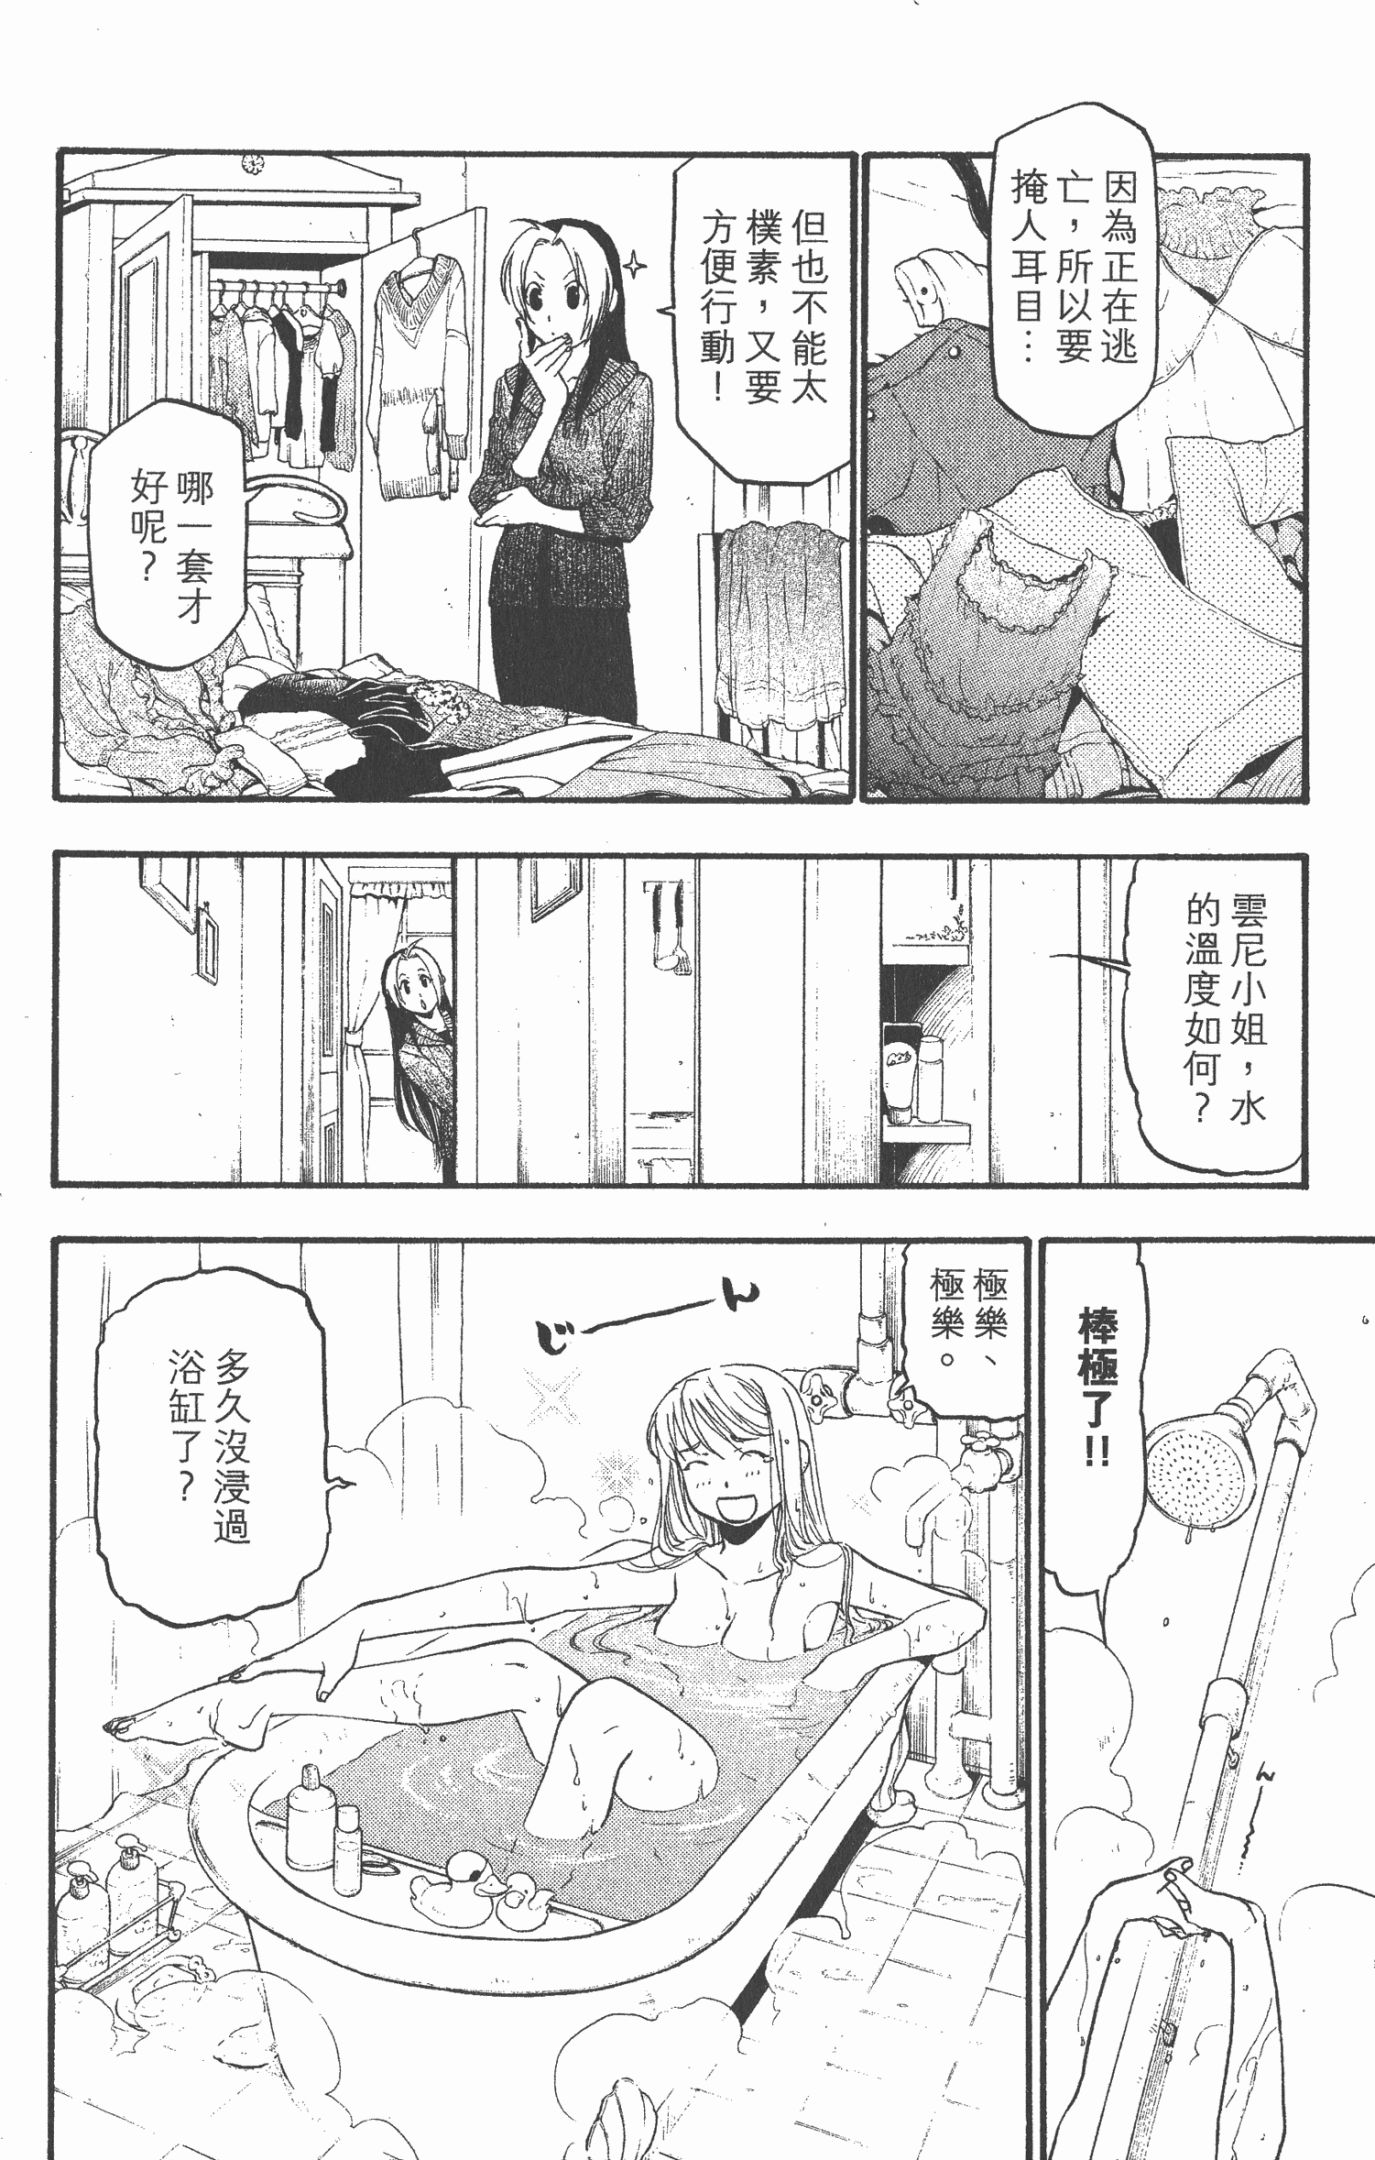 因為正在逃
亡，所以要
掩人耳目…
但也不能太
樸素，又要
方便行動！
哪一套才
好呢？
雲尼小姐，水
的溫度如何？
棒極了!!
ん〜
極樂、
極樂。
じーん
多久沒浸過
浴缸了？